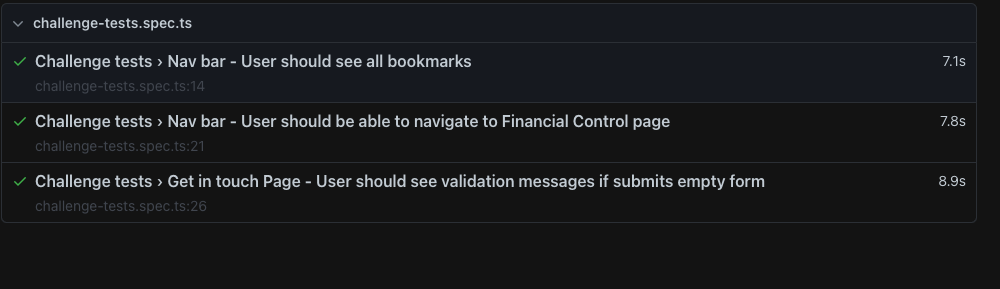 challenge-tests.spec.ts
Challenge tests › Nav bar - User should see all bookmarks 7.1s
challenge-tests.spec.ts:14
Challenge tests › Nav bar - User should be able to navigate to Financial Control page 7.8s
challenge-tests.spec.ts:21
Challenge tests › Get in touch Page - User should see validation messages if submits empty form 8.9s
challenge-tests.spec.ts:26